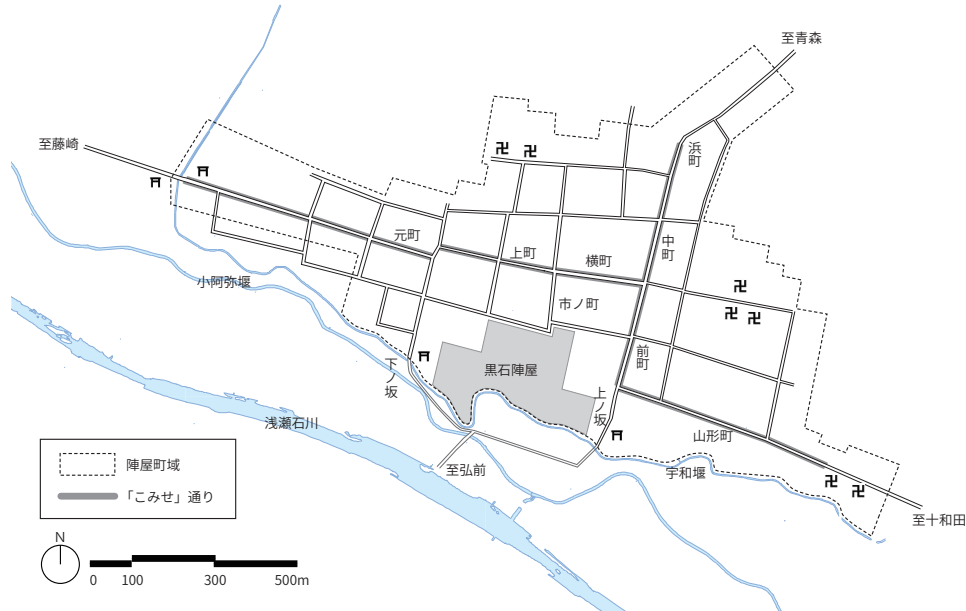 至青森
至藤崎
浜町
元町
上町
横町
中町
小阿弥堰
市ノ町
前町
黒石陣屋
下ノ坂
上ノ坂
浅瀬石川
山形町
至弘前
宇和堰
至十和田
陣屋町域
「こみせ」通り
N
0 100 300 500m